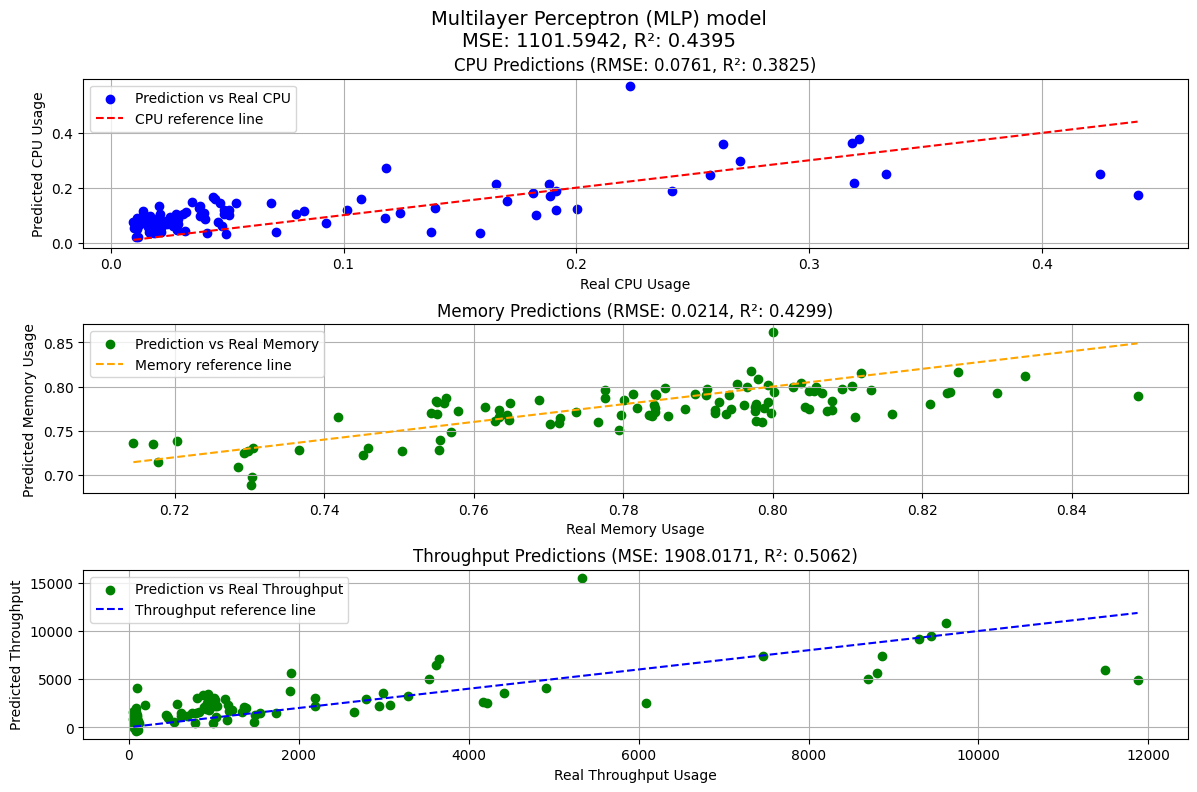 Multilayer Perceptron (MLP) model
MSE: 1101.5942, R²: 0.4395
CPU Predictions (RMSE: 0.0761, R²: 0.3825)
Prediction vs Real CPU
CPU reference line
Predicted CPU Usage
0.4
0.2
0.0
0.0 0.1 0.2 0.3 0.4
Real CPU Usage
Memory Predictions (RMSE: 0.0214, R²: 0.4299)
Prediction vs Real Memory
Memory reference line
Predicted Memory Usage
0.85
0.80
0.75
0.70
0.72 0.74 0.76 0.78 0.80 0.82 0.84
Real Memory Usage
Throughput Predictions (MSE: 1908.0171, R²: 0.5062)
Prediction vs Real Throughput
Throughput reference line
Predicted Throughput
15000
10000
5000
0
0 2000 4000 6000 8000 10000 12000
Real Throughput Usage